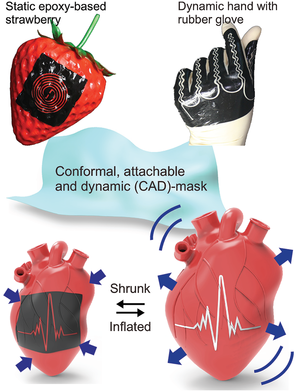 Static epoxy-based
strawberry
Dynamic hand with
rubber glove
Conformal, attachable
and dynamic (CAD)-mask
Shrunk
Inflated